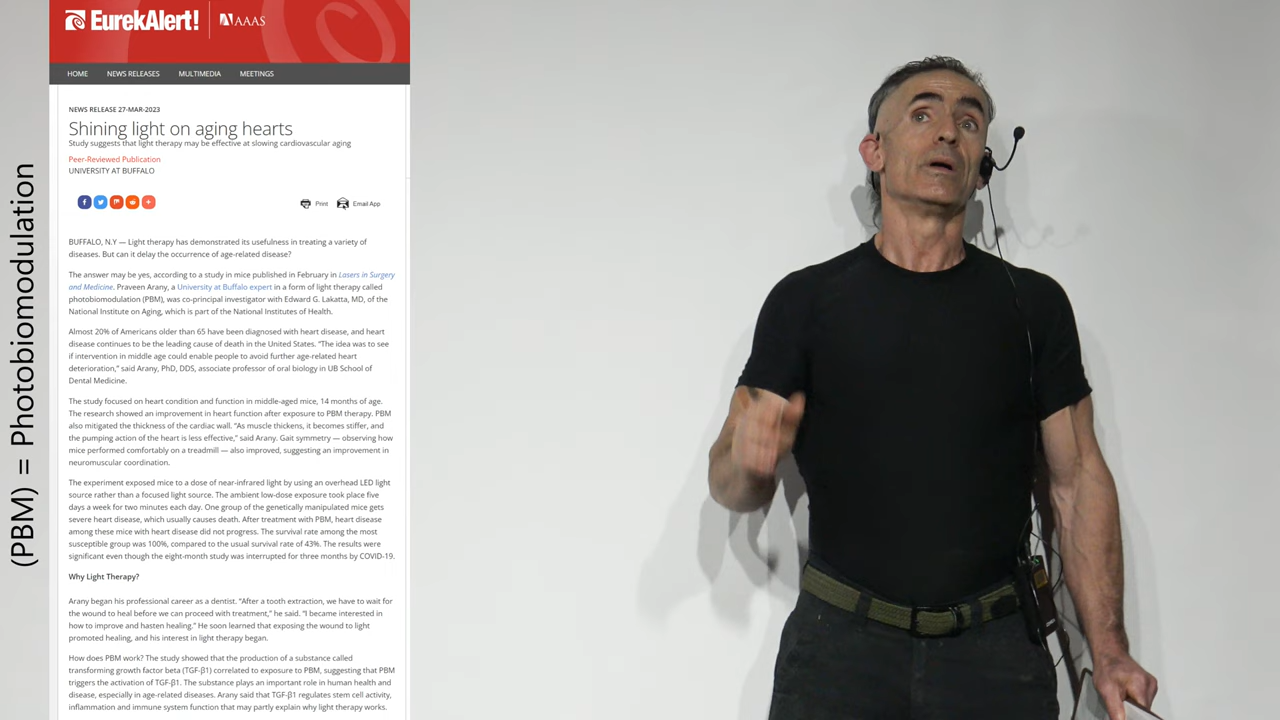 (PBM) = Photobiomodulation
EurekAlert!
AAAS
HOME NEWS RELEASES MULTIMEDIA MEETINGS
NEWS RELEASE 27-MAR-2023
Shining light on aging hearts
Study suggests that light therapy may be effective at slowing cardiovascular aging
Peer-Reviewed Publication
UNIVERSITY AT BUFFALO
Print Email App
BUFFALO, N.Y — Light therapy has demonstrated its usefulness in treating a variety of
diseases. But can it delay the occurrence of age-related disease?
The answer may be yes, according to a study in mice published in February in Lasers in Surgery
and Medicine. Praveen Arany, a University at Buffalo expert in a form of light therapy called
photobiomodulation (PBM), was co-principal investigator with Edward G. Lakatta, MD, of the
National Institute on Aging, which is part of the National Institutes of Health.
Almost 20% of Americans older than 65 have been diagnosed with heart disease, and heart
disease continues to be the leading cause of death in the United States. “The idea was to see
if intervention in middle age could enable people to avoid further age-related heart
deterioration,” said Arany, PhD, DDS, associate professor of oral biology in UB School of
Dental Medicine.
The study focused on heart condition and function in middle-aged mice, 14 months of age.
The research showed an improvement in heart function after exposure to PBM therapy. PBM
also mitigated the thickness of the cardiac wall. “As muscle thickens, it becomes stiffer, and
the pumping action of the heart is less effective,” said Arany. Gait symmetry — observing how
mice performed comfortably on a treadmill — also improved, suggesting an improvement in
neuromuscular coordination.
The experiment exposed mice to a dose of near-infrared light by using an overhead LED light
source rather than a focused light source. The ambient low-dose exposure took place five
days a week for two minutes each day. One group of the genetically manipulated mice gets
severe heart disease, which usually causes death. After treatment with PBM, heart disease
among these mice with heart disease did not progress. The survival rate among the most
susceptible group was 100%, compared to the usual survival rate of 43%. The results were
significant even though the eight-month study was interrupted for three months by COVID-19.
Why Light Therapy?
Arany began his professional career as a dentist. “After a tooth extraction, we have to wait for
the wound to heal before we can proceed with treatment,” he said. “I became interested in
how to improve and hasten healing.” He soon learned that exposing the wound to light
promoted healing, and his interest in light therapy began.
How does PBM work? The study showed that the production of a substance called
transforming growth factor beta (TGF-β1) correlated to exposure to PBM, suggesting that PBM
triggers the activation of TGF-β1. The substance plays an important role in human health and
disease, especially in age-related diseases. Arany said that TGF-β1 regulates stem cell activity,
inflammation and immune system function that may partly explain why light therapy works.